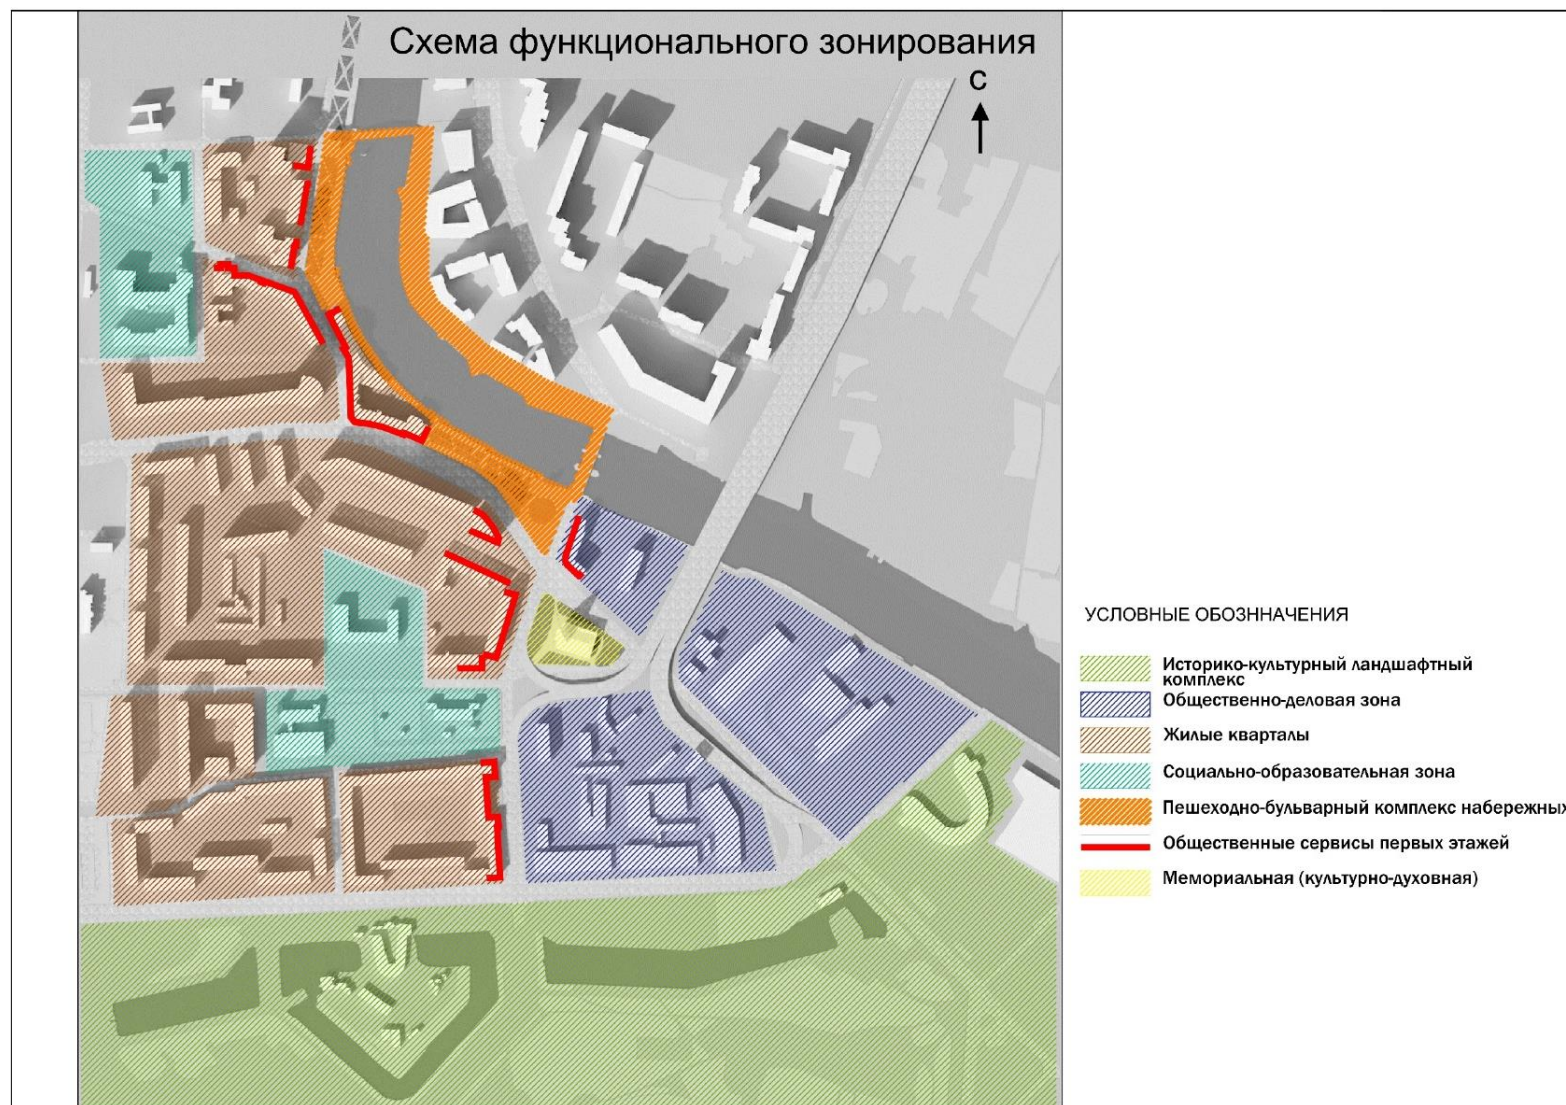 Схема функционального зонирования
С
УСЛОВНЫЕ ОБОЗННАЧЕНИЯ
Историко-культурный ландшафтный
комплекс
Общественно-деловая зона
Жилые кварталы
Социально-образовательная зона
Пешеходно-бульварный комплекс набережных
Общественные сервисы первых этажей
Мемориальная (культурно-духовная)